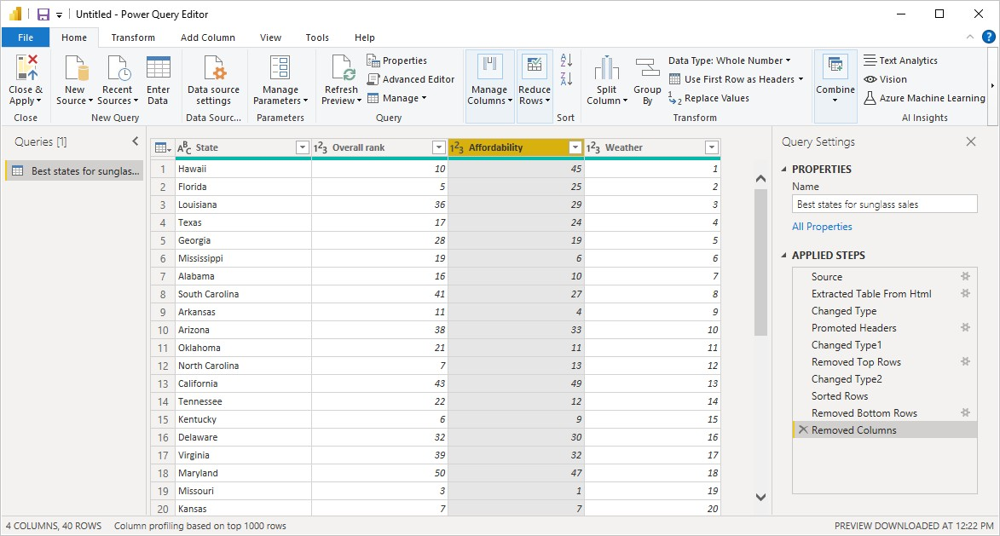 Untitled - Power Query Editor
File Home Transform Add Column View Tools Help
Close & Apply
New Source
Recent Sources
Enter Data
Data source settings
Manage Parameters
Refresh Preview
Properties
Advanced Editor
Manage
Manage Columns
Reduce Rows
Split Column
Group By
Data Type: Whole Number
Use First Row as Headers
Replace Values
Combine
Text Analytics
Vision
Azure Machine Learning
Close New Query Data Sourc... Parameters Query Sort Transform AI Insights
Queries [1]
Best states for sunglas...
State Overall rank Affordability Weather
1 Hawaii 10 45 1
2 Florida 5 25 2
3 Louisiana 36 29 3
4 Texas 17 24 4
5 Georgia 28 19 5
6 Mississippi 19 6 6
7 Alabama 16 10 7
8 South Carolina 41 27 8
9 Arkansas 11 4 9
10 Arizona 38 33 10
11 Oklahoma 21 11 11
12 North Carolina 7 13 12
13 California 43 49 13
14 Tennessee 22 12 14
15 Kentucky 6 9 15
16 Delaware 32 30 16
17 Virginia 39 32 17
18 Maryland 50 47 18
19 Missouri 3 1 19
20 Kansas 7 7 20
Query Settings
PROPERTIES
Name
Best states for sunglass sales
All Properties
APPLIED STEPS
Source
Extracted Table From Html
Changed Type
Promoted Headers
Changed Type1
Removed Top Rows
Changed Type2
Sorted Rows
Removed Bottom Rows
Removed Columns
4 COLUMNS, 40 ROWS Column profiling based on top 1000 rows PREVIEW DOWNLOADED AT 12:22 PM